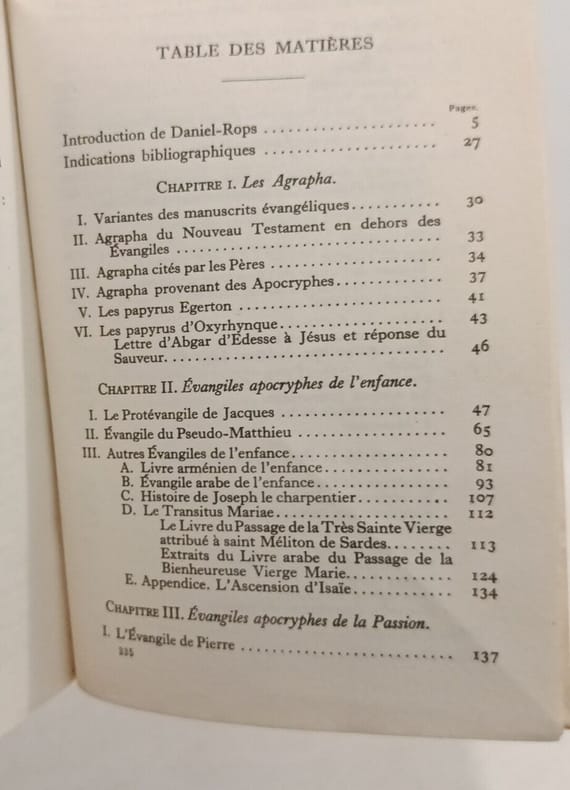 TABLE DES MATIÈRES
Pages.
Introduction de Daniel-Rops .................... 5
Indications bibliographiques .................... 27
CHAPITRE I. Les Agrapha.
I. Variantes des manuscrits évangéliques........... 30
II. Agrapha du Nouveau Testament en dehors des
Évangiles .............................. 33
III. Agrapha cités par les Pères .................... 34
IV. Agrapha provenant des Apocryphes............. 37
V. Les papyrus Egerton ........................ 41
VI. Les papyrus d'Oxyrhynque.................... 43
Lettre d'Abgar d'Édesse à Jésus et réponse du
Sauveur................................ 46
CHAPITRE II. Évangiles apocryphes de l'enfance.
I. Le Protévangile de Jacques .................... 47
II. Évangile du Pseudo-Matthieu .................. 65
III. Autres Évangiles de l'enfance................... 80
A. Livre arménien de l'enfance............... 81
B. Évangile arabe de l'enfance................ 93
C. Histoire de Joseph le charpentier........... 107
D. Le Transitus Mariae ...................... 112
Le Livre du Passage de la Très Sainte Vierge
attribué à saint Méliton de Sardes........ 113
Extraits du Livre arabe du Passage de la
Bienheureuse Vierge Marie............. 124
E. Appendice. L'Ascension d'Isaïe............ 134
CHAPITRE III. Évangiles apocryphes de la Passion.
I. L'Évangile de Pierre .......................... 137
335